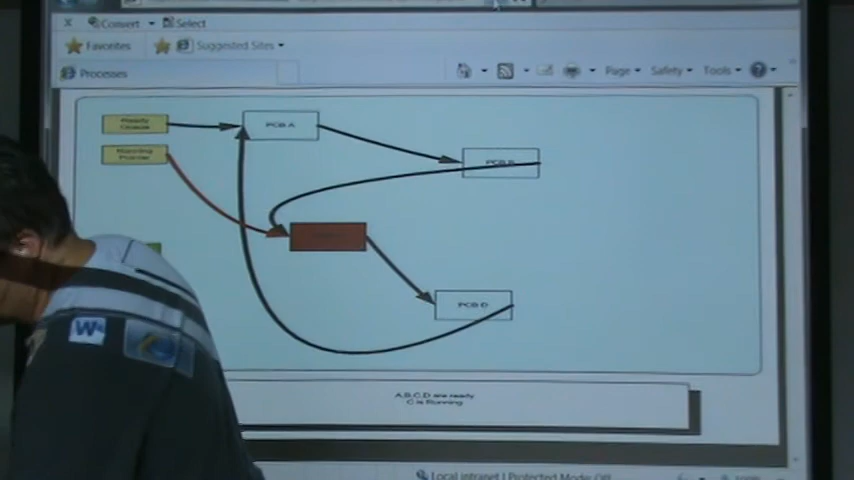 X Convert Select
Favorites Suggested Sites
Processes Page Safety Tools
Ready
Queue
PCB A
Running
Pointer
PCB B
PCB D
A,B,C,D are ready
C is Running
W
Local intranet | Protected Mode: Off